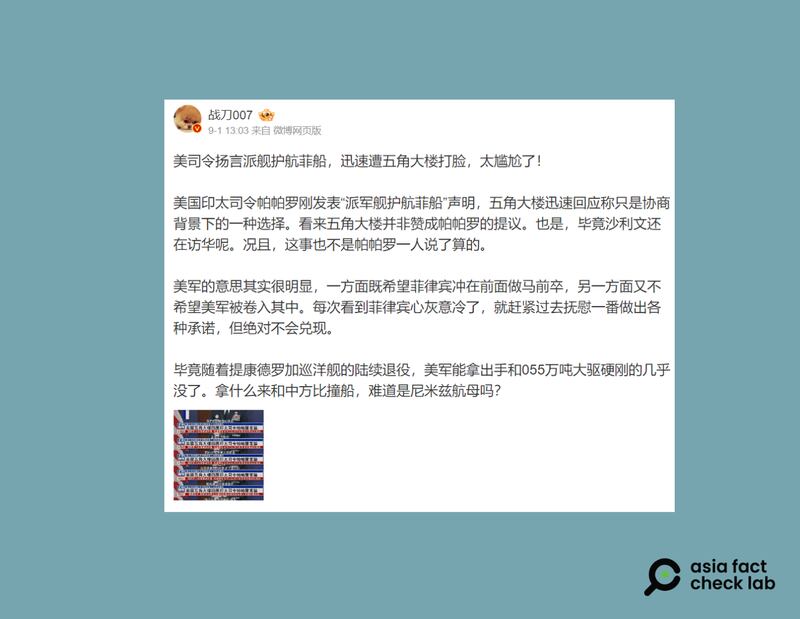 战刀007
9-1 13:03 来自 微博网页版
美司令扬言派舰护航菲船，迅速遭五角大楼打脸，太尴尬了！
美国印太司令帕帕罗刚发表“派军舰护航菲船”声明，五角大楼迅速回应称只是协商
背景下的一种选择。看来五角大楼并非赞成帕帕罗的提议。也是，毕竟沙利文还
在访华呢。况且，这事也不是帕帕罗一人说了算的。
美军的意思其实很明显，一方面既希望菲律宾冲在前面做马前卒，另一方面又不
希望美军被卷入其中。每次看到菲律宾心灰意冷了，就赶紧过去抚慰一番做出各
种承诺，但绝对不会兑现。
毕竟随着提康德罗加巡洋舰的陆续退役，美军能拿出手和055万吨大驱硬刚的几乎
没了。拿什么来和中方比撞船，难道是尼米兹航母吗？
asia fact
check lab